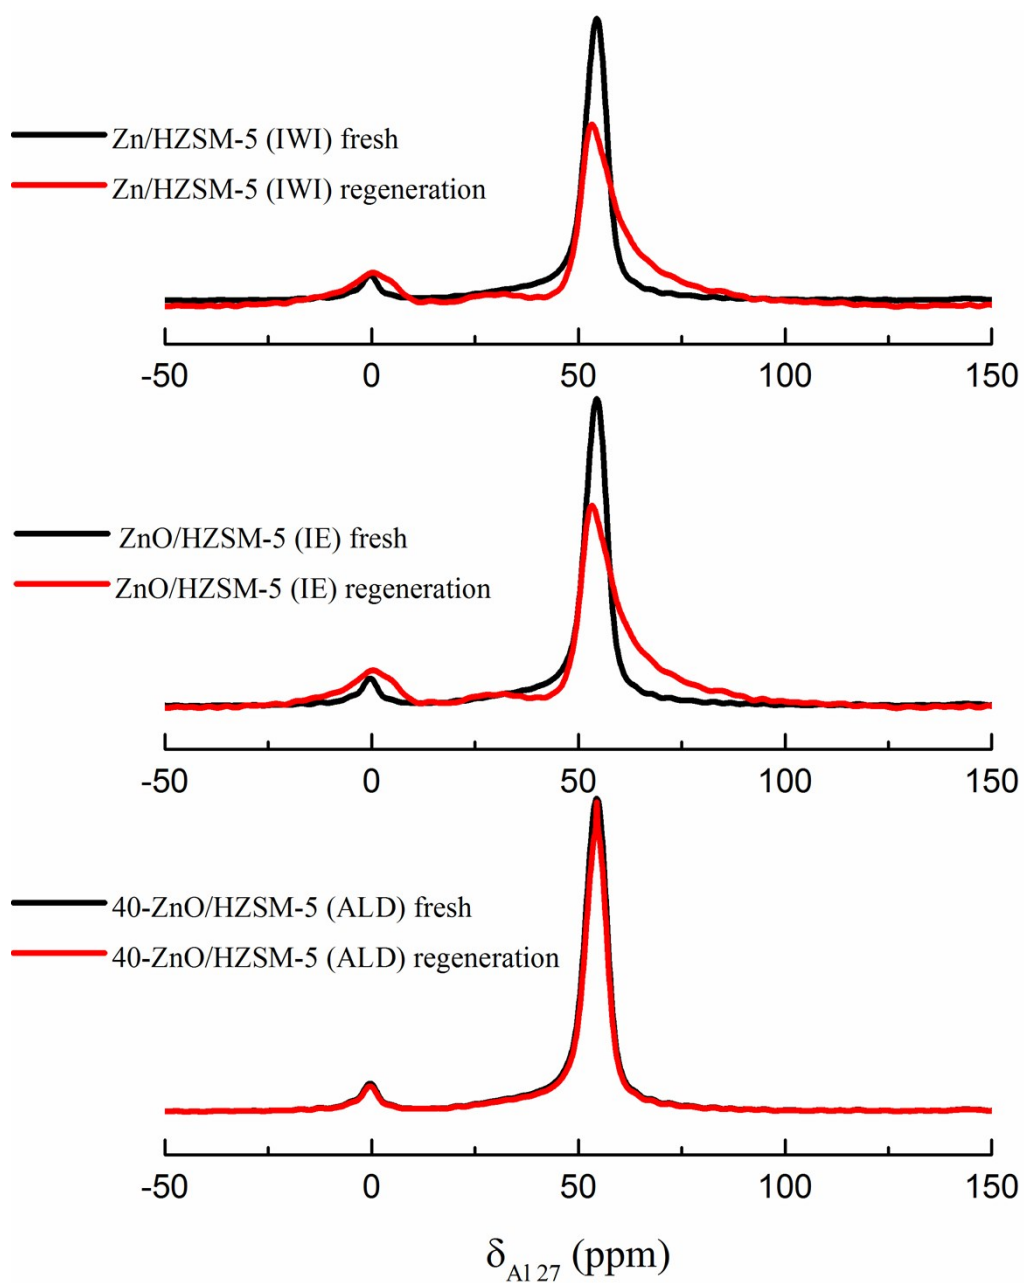 Zn/HZSM-5 (IWI) fresh
Zn/HZSM-5 (IWI) regeneration
-50 0 50 100 150
ZnO/HZSM-5 (IE) fresh
ZnO/HZSM-5 (IE) regeneration
-50 0 50 100 150
40-ZnO/HZSM-5 (ALD) fresh
40-ZnO/HZSM-5 (ALD) regeneration
-50 0 50 100 150
δAl 27 (ppm)